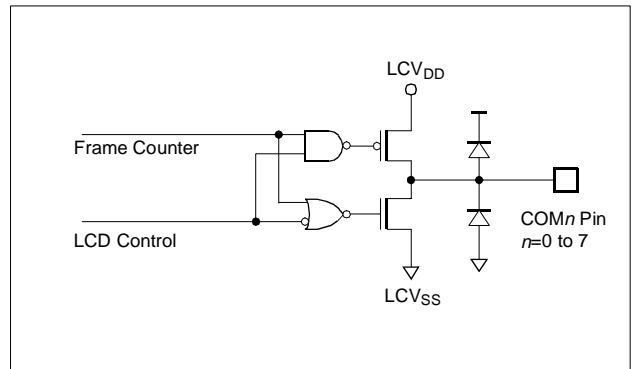 LCV_DD
Frame Counter
LCD Control
COMn Pin
n=0 to 7
LCV_SS